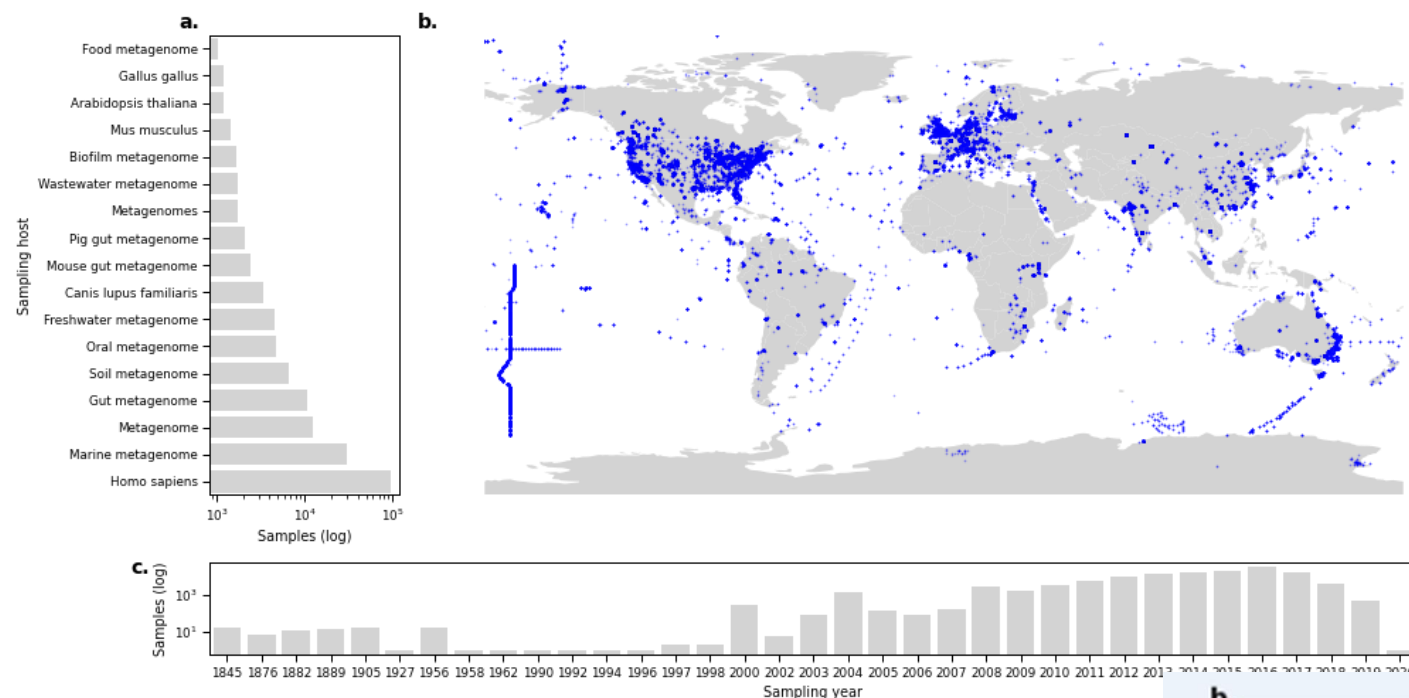 a.
b.
Food metagenome
Gallus gallus
Arabidopsis thaliana
Mus musculus
Biofilm metagenome
Wastewater metagenome
Metagenomes
Pig gut metagenome
Mouse gut metagenome
Canis lupus familiaris
Freshwater metagenome
Oral metagenome
Soil metagenome
Gut metagenome
Metagenome
Marine metagenome
Homo sapiens
Sampling host
10³ 10⁴ 10⁵
Samples (log)
c.
Samples (log)
10³
10¹
1845 1876 1882 1889 1905 1927 1956 1958 1962 1990 1992 1994 1996 1997 1998 2000 2002 2003 2004 2005 2006 2007 2008 2009 2010 2011 2012 2013 2014 2015 2016 2017 2018 2019
Sampling year